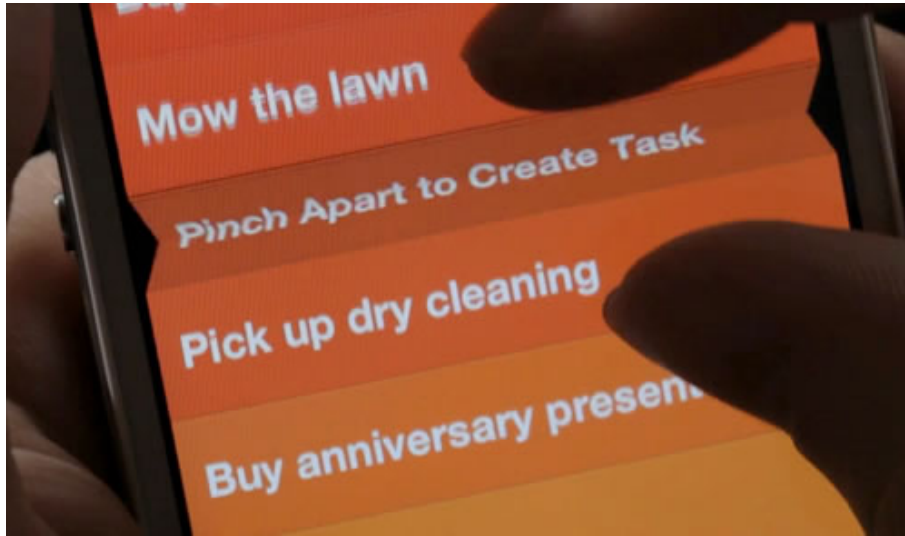 Mow the lawn
Pinch Apart to Create Task
Pick up dry cleaning
Buy anniversary present